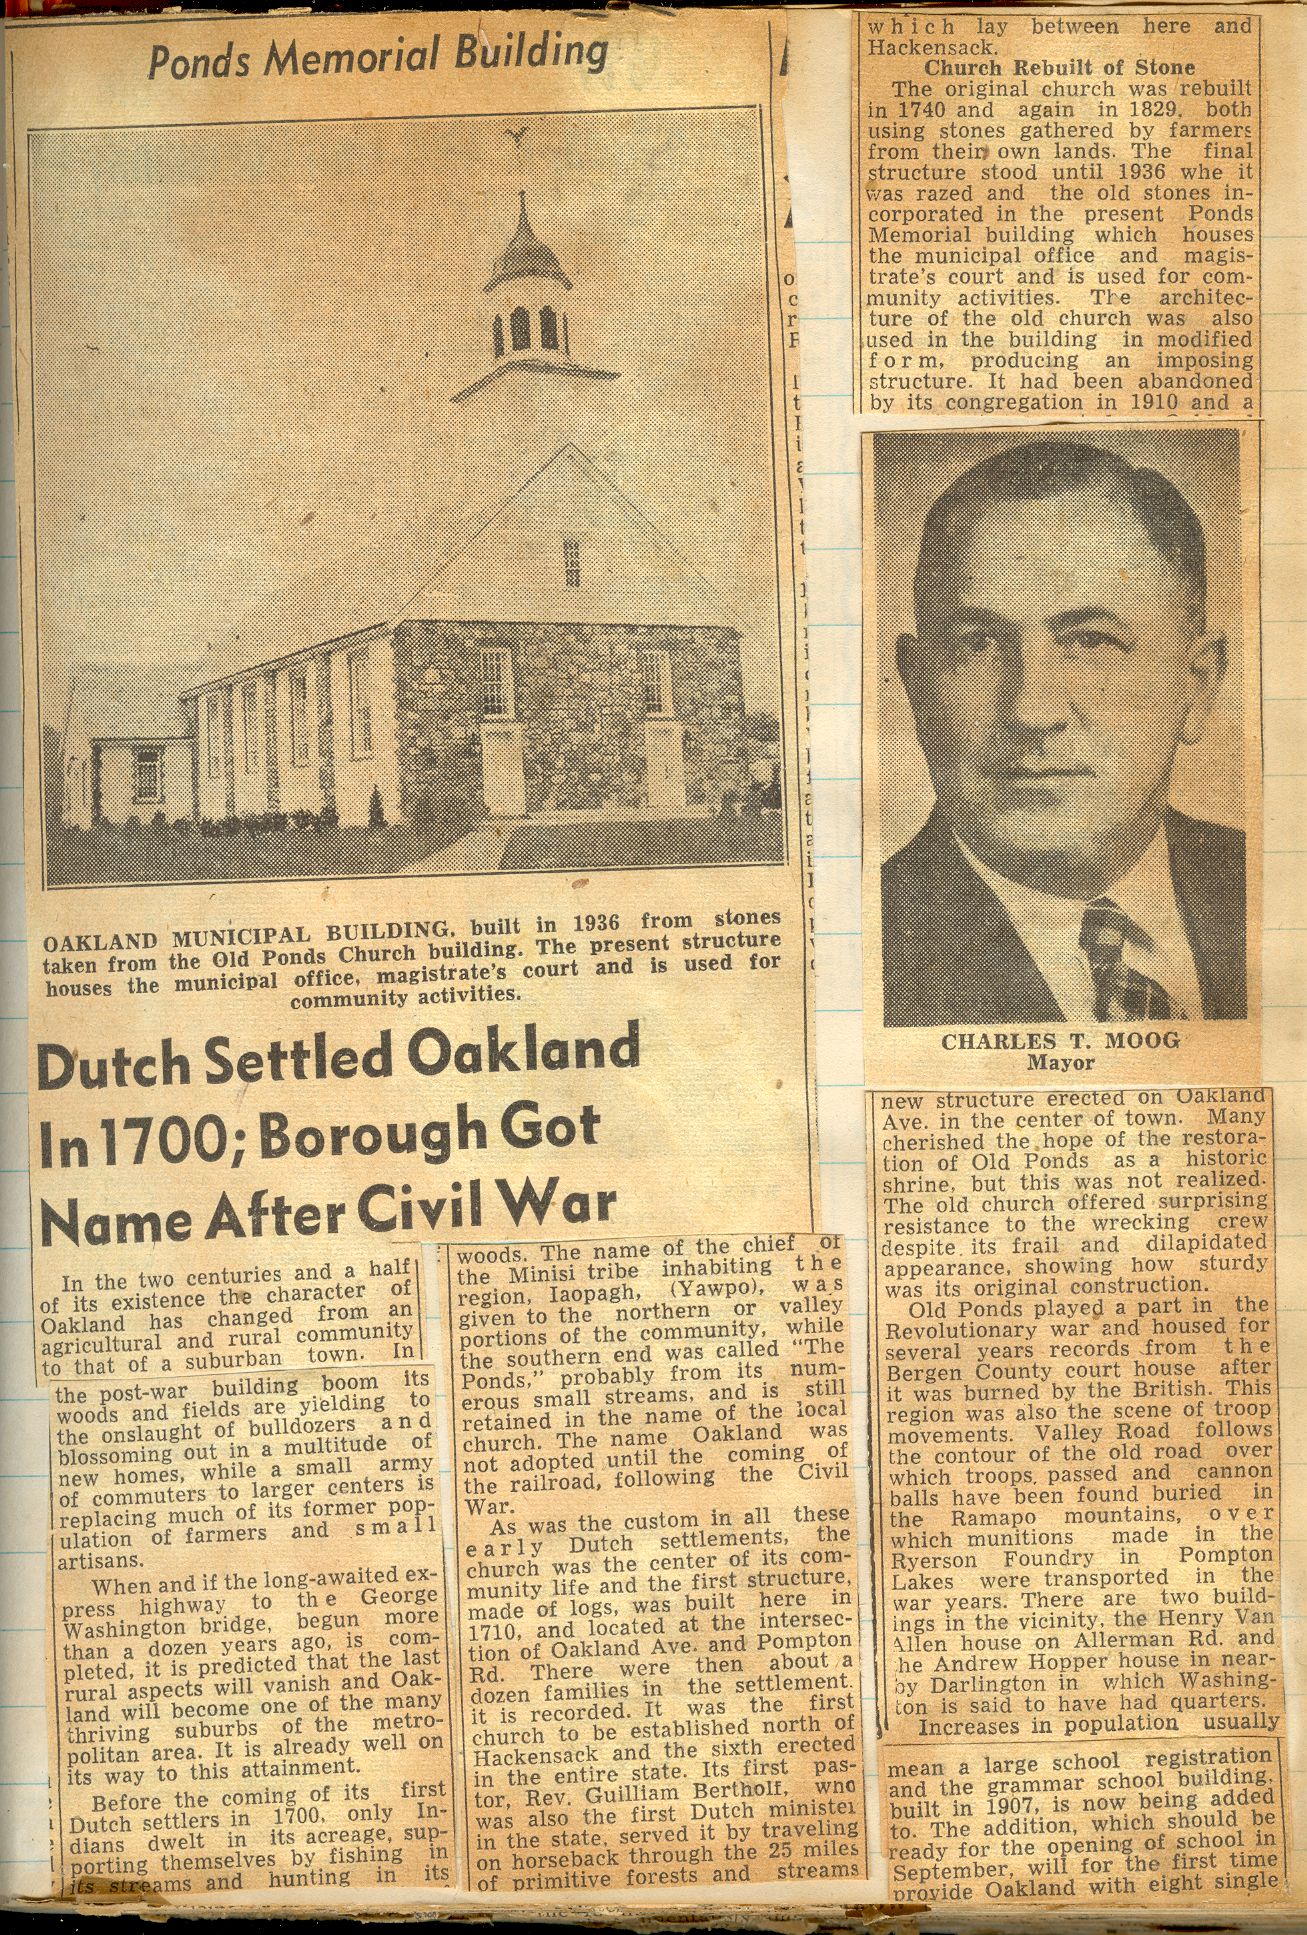 Ponds Memorial Building
OAKLAND MUNICIPAL BUILDING, built in 1936 from stones
taken from the Old Ponds Church building. The present structure
houses the municipal office, magistrate's court and is used for
community activities.
Dutch Settled Oakland
In 1700; Borough Got
Name After Civil War
In the two centuries and a half
of its existence the character of
Oakland has changed from an
agricultural and rural community
to that of a suburban town. In
the post-war building boom its
woods and fields are yielding to
the onslaught of bulldozers and
blossoming out in a multitude of
new homes, while a small army
of commuters to larger centers is
replacing much of its former pop-
ulation of farmers and small
artisans.
When and if the long-awaited ex-
press highway to the George
Washington bridge, begun more
than a dozen years ago, is com-
pleted, it is predicted that the last
rural aspects will vanish and Oak-
land will become one of the many
thriving suburbs of the metro-
politan area. It is already well on
its way to this attainment.
Before the coming of its first
Dutch settlers in 1700, only In-
dians dwelt in its acreage, sup-
porting themselves by fishing in
its streams and hunting in its
woods. The name of the chief of
the Minisi tribe inhabiting the
region, Iaopagh, (Yawpo), was
given to the northern or valley
portions of the community, while
the southern end was called "The
Ponds," probably from its num-
erous small streams, and is still
retained in the name of the local
church. The name Oakland was
not adopted until the coming of
the railroad, following the Civil
War.
As was the custom in all these
early Dutch settlements, the
church was the center of its com-
munity life and the first structure,
made of logs, was built here in
1710, and located at the intersec-
tion of Oakland Ave. and Pompton
Rd. There were then about a
dozen families in the settlement.
it is recorded. It was the first
church to be established north of
Hackensack and the sixth erected
in the entire state. Its first pas-
tor, Rev. Guilliam Bertholf, who
was also the first Dutch minister
in the state, served it by traveling
on horseback through the 25 miles
of primitive forests and streams
which lay between here and
Hackensack.
Church Rebuilt of Stone
The original church was rebuilt
in 1740 and again in 1829, both
using stones gathered by farmers
from their own lands. The final
structure stood until 1936 whe it
was razed and the old stones in-
corporated in the present Ponds
Memorial building which houses
the municipal office and magis-
trate's court and is used for com-
munity activities. The architec-
ture of the old church was also
used in the building in modified
form, producing an imposing
structure. It had been abandoned
by its congregation in 1910 and a
CHARLES T. MOOG
Mayor
new structure erected on Oakland
Ave. in the center of town. Many
cherished the hope of the restora-
tion of Old Ponds as a historic
shrine, but this was not realized.
The old church offered surprising
resistance to the wrecking crew
despite its frail and dilapidated
appearance, showing how sturdy
was its original construction.
Old Ponds played a part in the
Revolutionary war and housed for
several years records from the
Bergen County court house after
it was burned by the British. This
region was also the scene of troop
movements. Valley Road follows
the contour of the old road over
which troops passed and cannon
balls have been found buried in
the Ramapo mountains, over
which munitions made in the
Ryerson Foundry in Pompton
Lakes were transported in the
war years. There are two build-
ings in the vicinity, the Henry Van
Allen house on Allerman Rd. and
he Andrew Hopper house in near-
by Darlington in which Washing-
ton is said to have had quarters.
Increases in population usually
mean a large school registration
and the grammar school building,
built in 1907, is now being added
to. The addition, which should be
ready for the opening of school in
September, will for the first time
provide Oakland with eight single